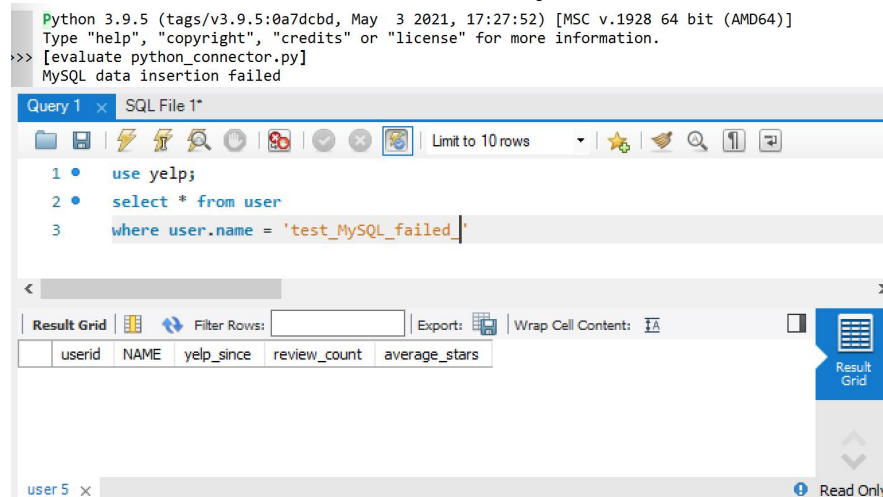 Python 3.9.5 (tags/v3.9.5:0a7dcbd, May 3 2021, 17:27:52) [MSC v.1928 64 bit (AMD64)]
Type "help", "copyright", "credits" or "license" for more information.
>>> [evaluate python_connector.py]
MySQL data insertion failed
Query 1 SQL File 1*
Limit to 10 rows
1 use yelp;
2 select * from user
3 where user.name = 'test_MySQL_failed_'
Result Grid Filter Rows: Export: Wrap Cell Content:
userid NAME yelp_since review_count average_stars
Result
Grid
user 5 Read Only